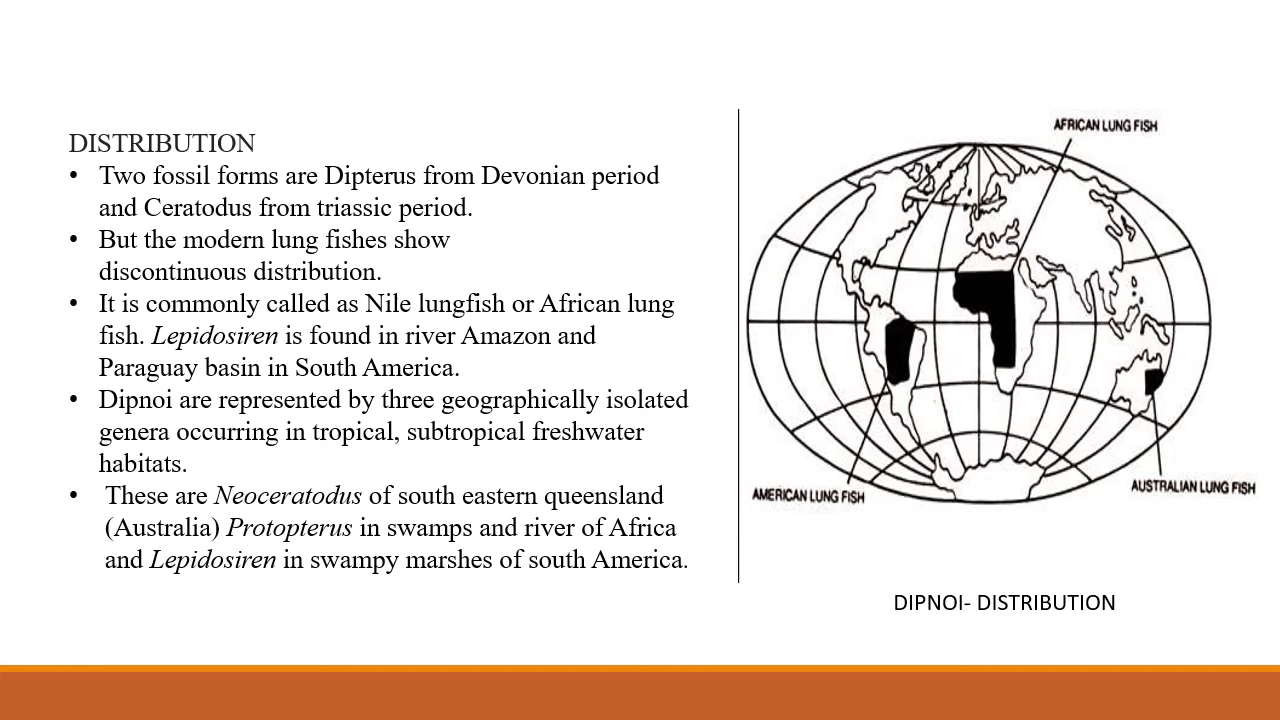 DISTRIBUTION
• Two fossil forms are Dipterus from Devonian period
and Ceratodus from triassic period.
• But the modern lung fishes show
discontinuous distribution.
• It is commonly called as Nile lungfish or African lung
fish. Lepidosiren is found in river Amazon and
Paraguay basin in South America.
• Dipnoi are represented by three geographically isolated
genera occurring in tropical, subtropical freshwater
habitats.
• These are Neoceratodus of south eastern queensland
(Australia) Protopterus in swamps and river of Africa
and Lepidosiren in swampy marshes of south America.
AFRICAN LUNG FISH
AMERICAN LUNG FISH
AUSTRALIAN LUNG FISH
DIPNOI- DISTRIBUTION